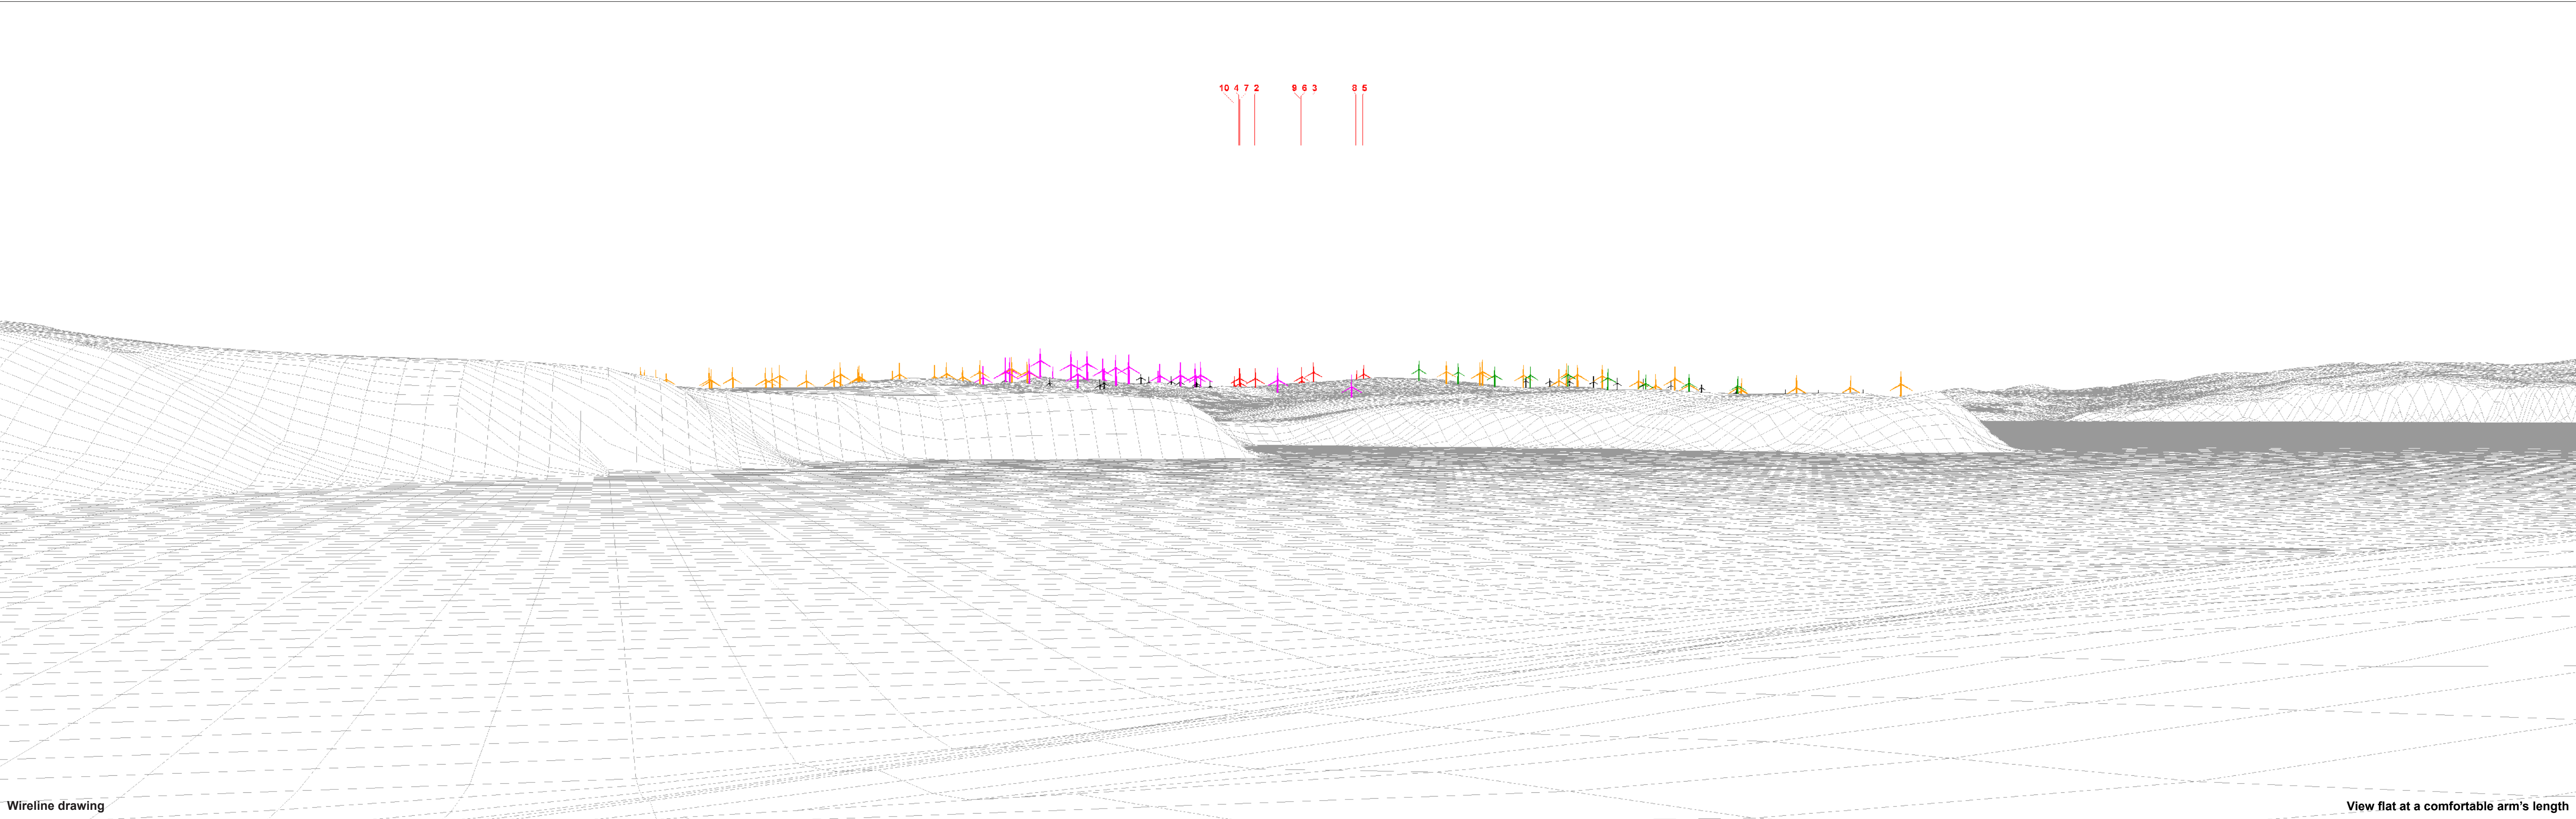 10 4 7 2 9 6 3 8 5
Wireline drawing
View flat at a comfortable arm's length